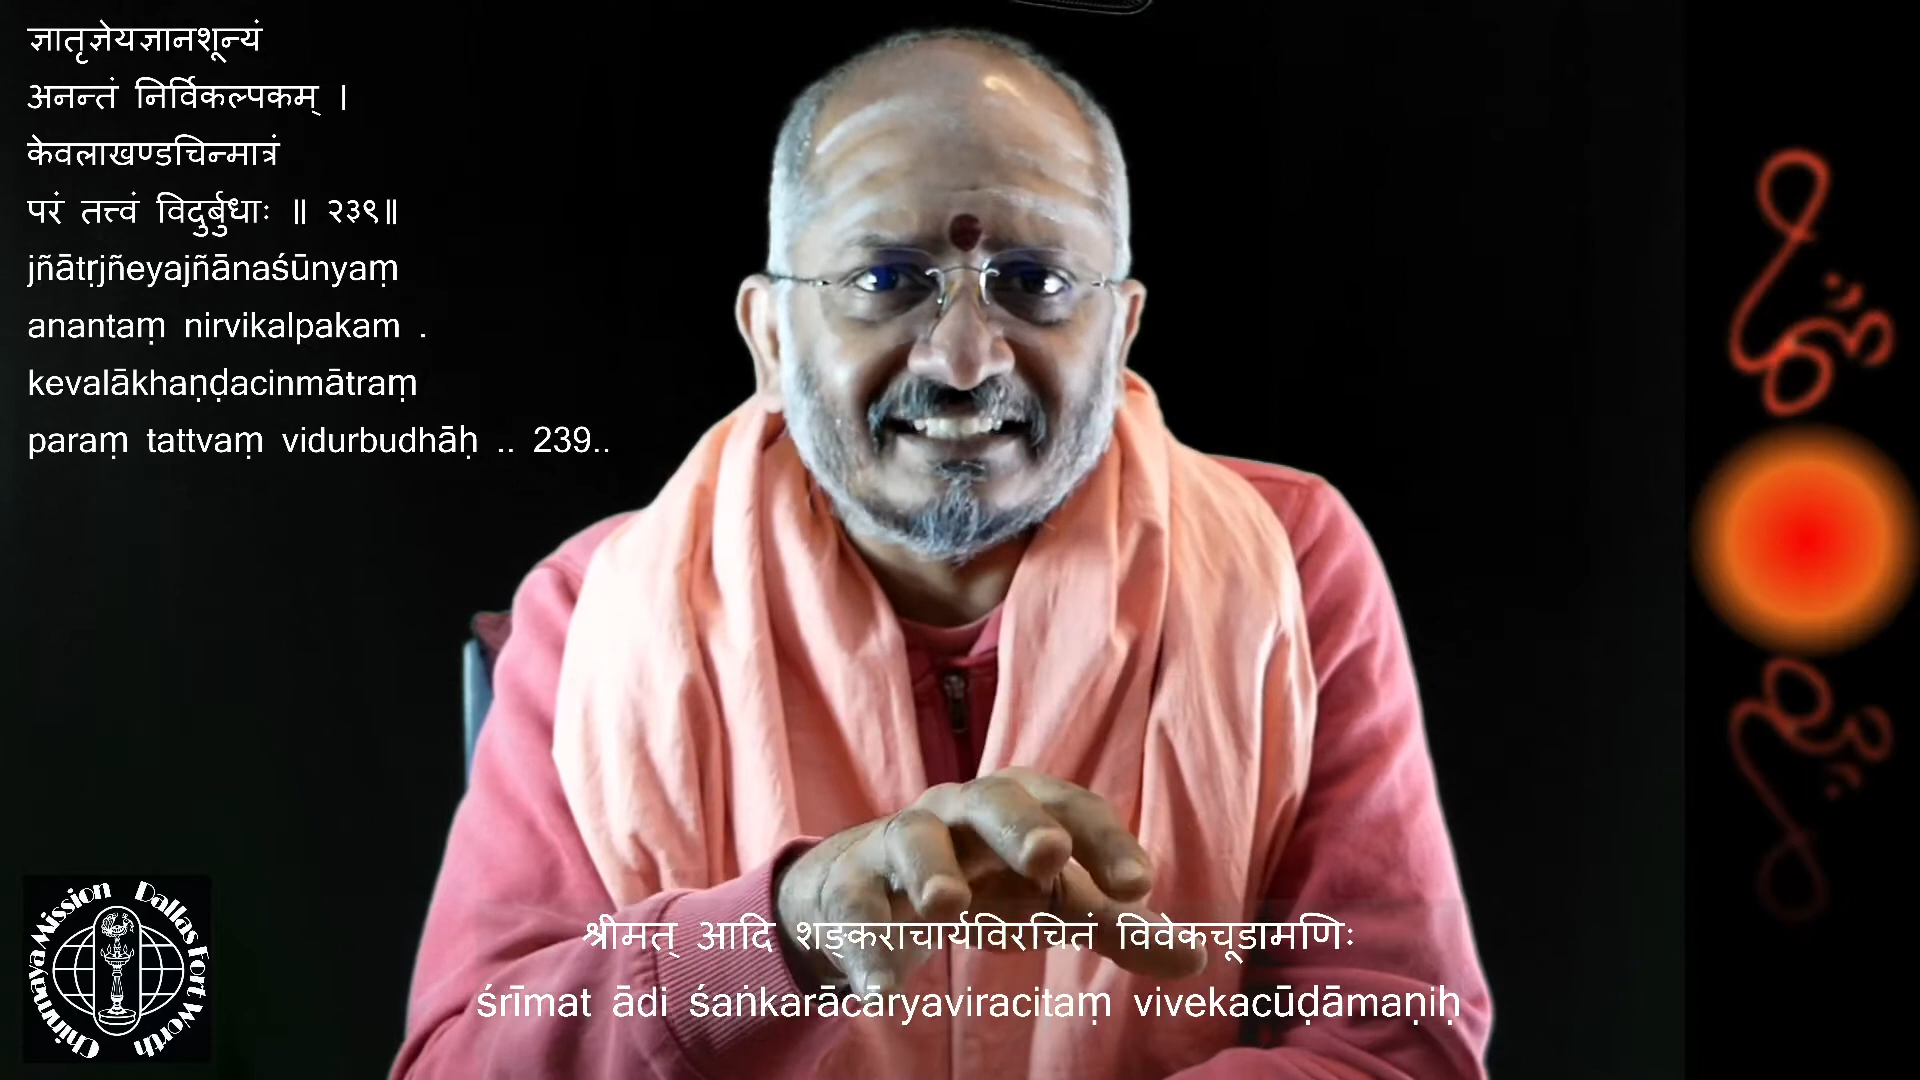 ज्ञातृज्ञेयज्ञानशून्यं
अनन्तं निर्विकल्पकम् ।
केवलाखण्डचिन्मात्रं
परं तत्त्वं विदुर्बुधाः ॥ २३९॥
jñātṛjñeyajñānaśūnyaṃ
anantaṃ nirvikalpakam .
kevalākhaṇḍacinmātraṃ
paraṃ tattvaṃ vidurbudhāḥ .. 239..
ॐ
Chinmaya Mission Dallas Fort Worth
श्रीमत् आदि शङ्कराचार्यविरचितं विवेकचूडामणिः
śrīmat ādi śaṅkarācāryaviracitaṃ vivekacūḍāmaṇiḥ